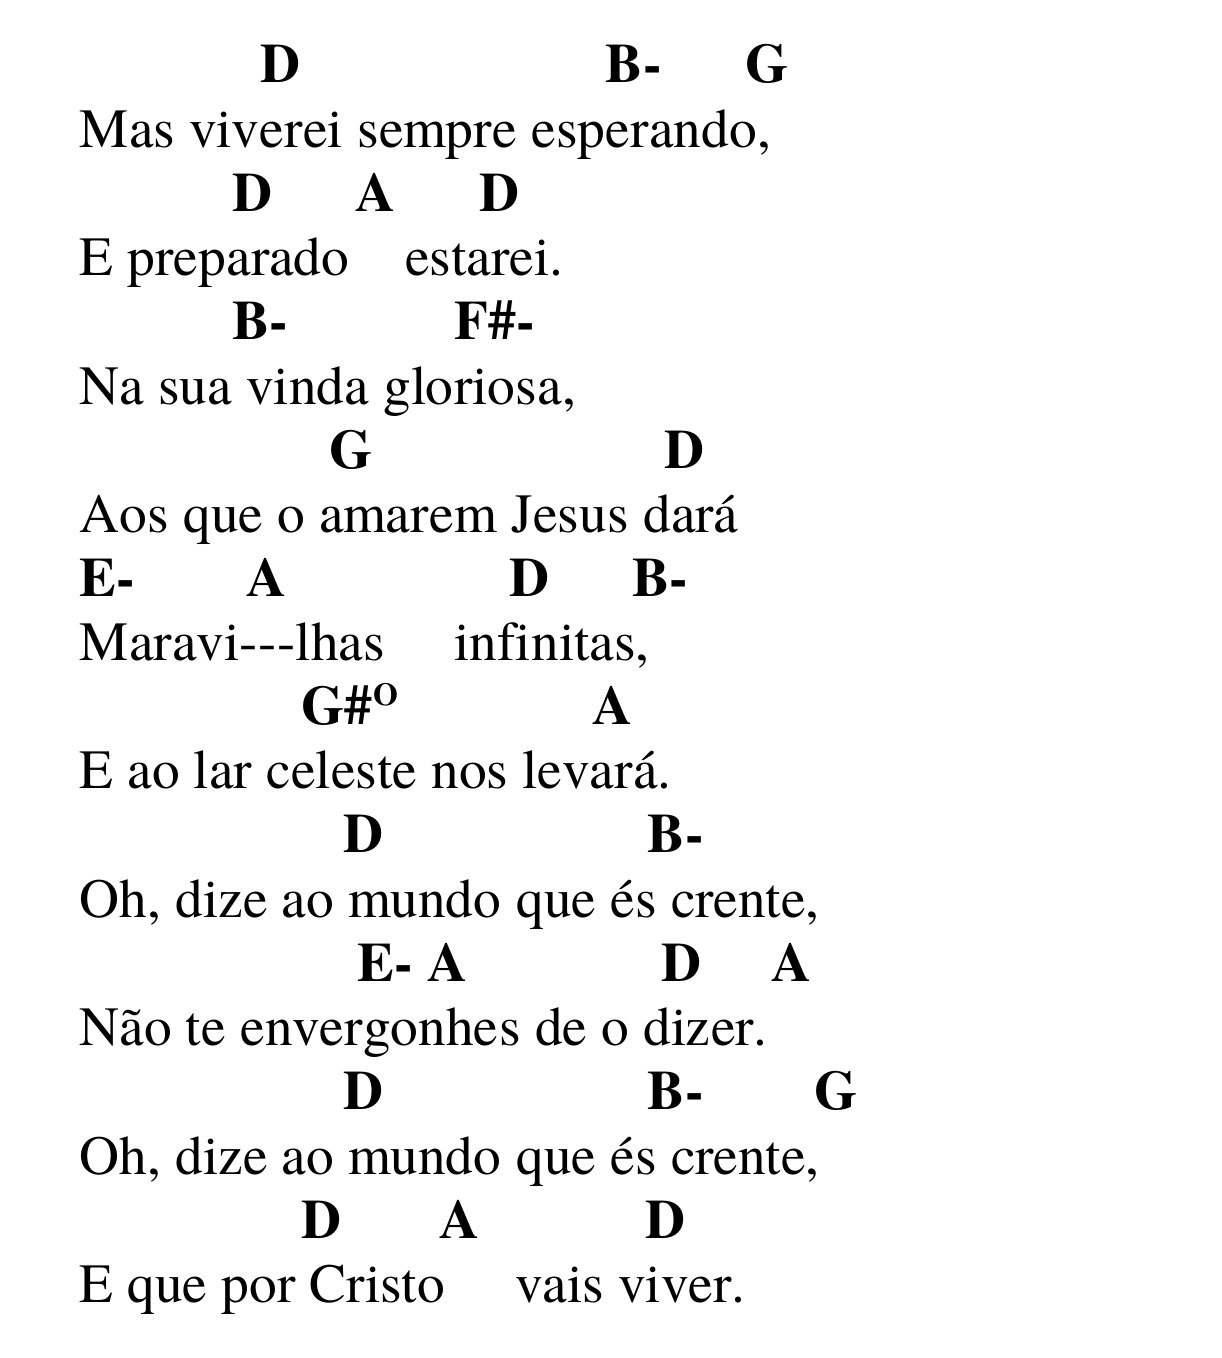 D B- G
Mas viverei sempre esperando,
D A D
E preparado estarei.
B- F#-
Na sua vinda gloriosa,
G D
Aos que o amarem Jesus dará
E- A D B-
Maravi---lhas infinitas,
G#º A
E ao lar celeste nos levará.
D B-
Oh, dize ao mundo que és crente,
E- A D A
Não te envergonhes de o dizer.
D B- G
Oh, dize ao mundo que és crente,
D A D
E que por Cristo vais viver.